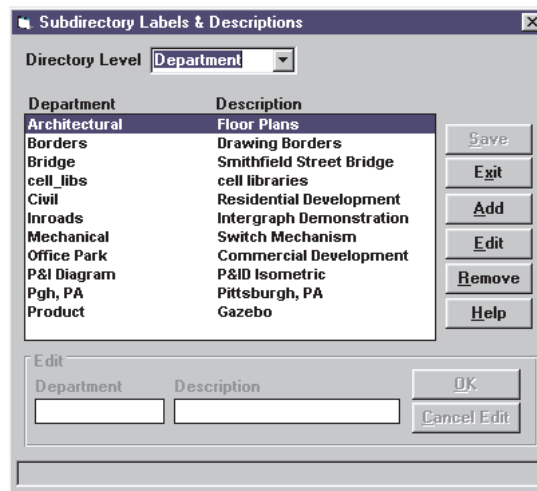 Subdirectory Labels & Descriptions
Directory Level Department
Department Description
Architectural Floor Plans
Borders Drawing Borders
Bridge Smithfield Street Bridge
cell_libs cell libraries
Civil Residential Development
Inroads Intergraph Demonstration
Mechanical Switch Mechanism
Office Park Commercial Development
P&I Diagram P&ID Isometric
Pgh, PA Pittsburgh, PA
Product Gazebo
Save
Exit
Add
Edit
Remove
Help
Edit
Department Description
OK
Cancel Edit